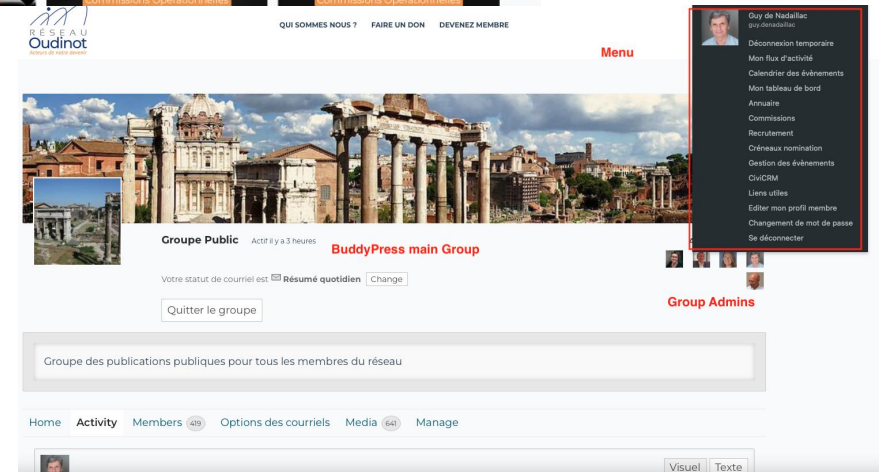 Commissions Opérationnelles
Commissions Opérationnelles
RÉSEAU
Oudinot
Acteurs de notre devenir
QUI SOMMES NOUS ?
FAIRE UN DON
DEVENEZ MEMBRE
Menu
Guy de Nadaillac
guy.denadaillac
Déconnexion temporaire
Mon flux d'activité
Calendrier des évènements
Mon tableau de bord
Annuaire
Commissions
Recrutement
Créneaux nomination
Gestion des évènements
CiviCRM
Liens utiles
Editer mon profil membre
Changement de mot de passe
Se déconnecter
Groupe Public
Actif il y a 3 heures
BuddyPress main Group
Votre statut de courriel est Résumé quotidien Change
Group Admins
Quitter le groupe
Groupe des publications publiques pour tous les membres du réseau
Home Activity Members 419 Options des courriels Media 641 Manage
Visuel Texte